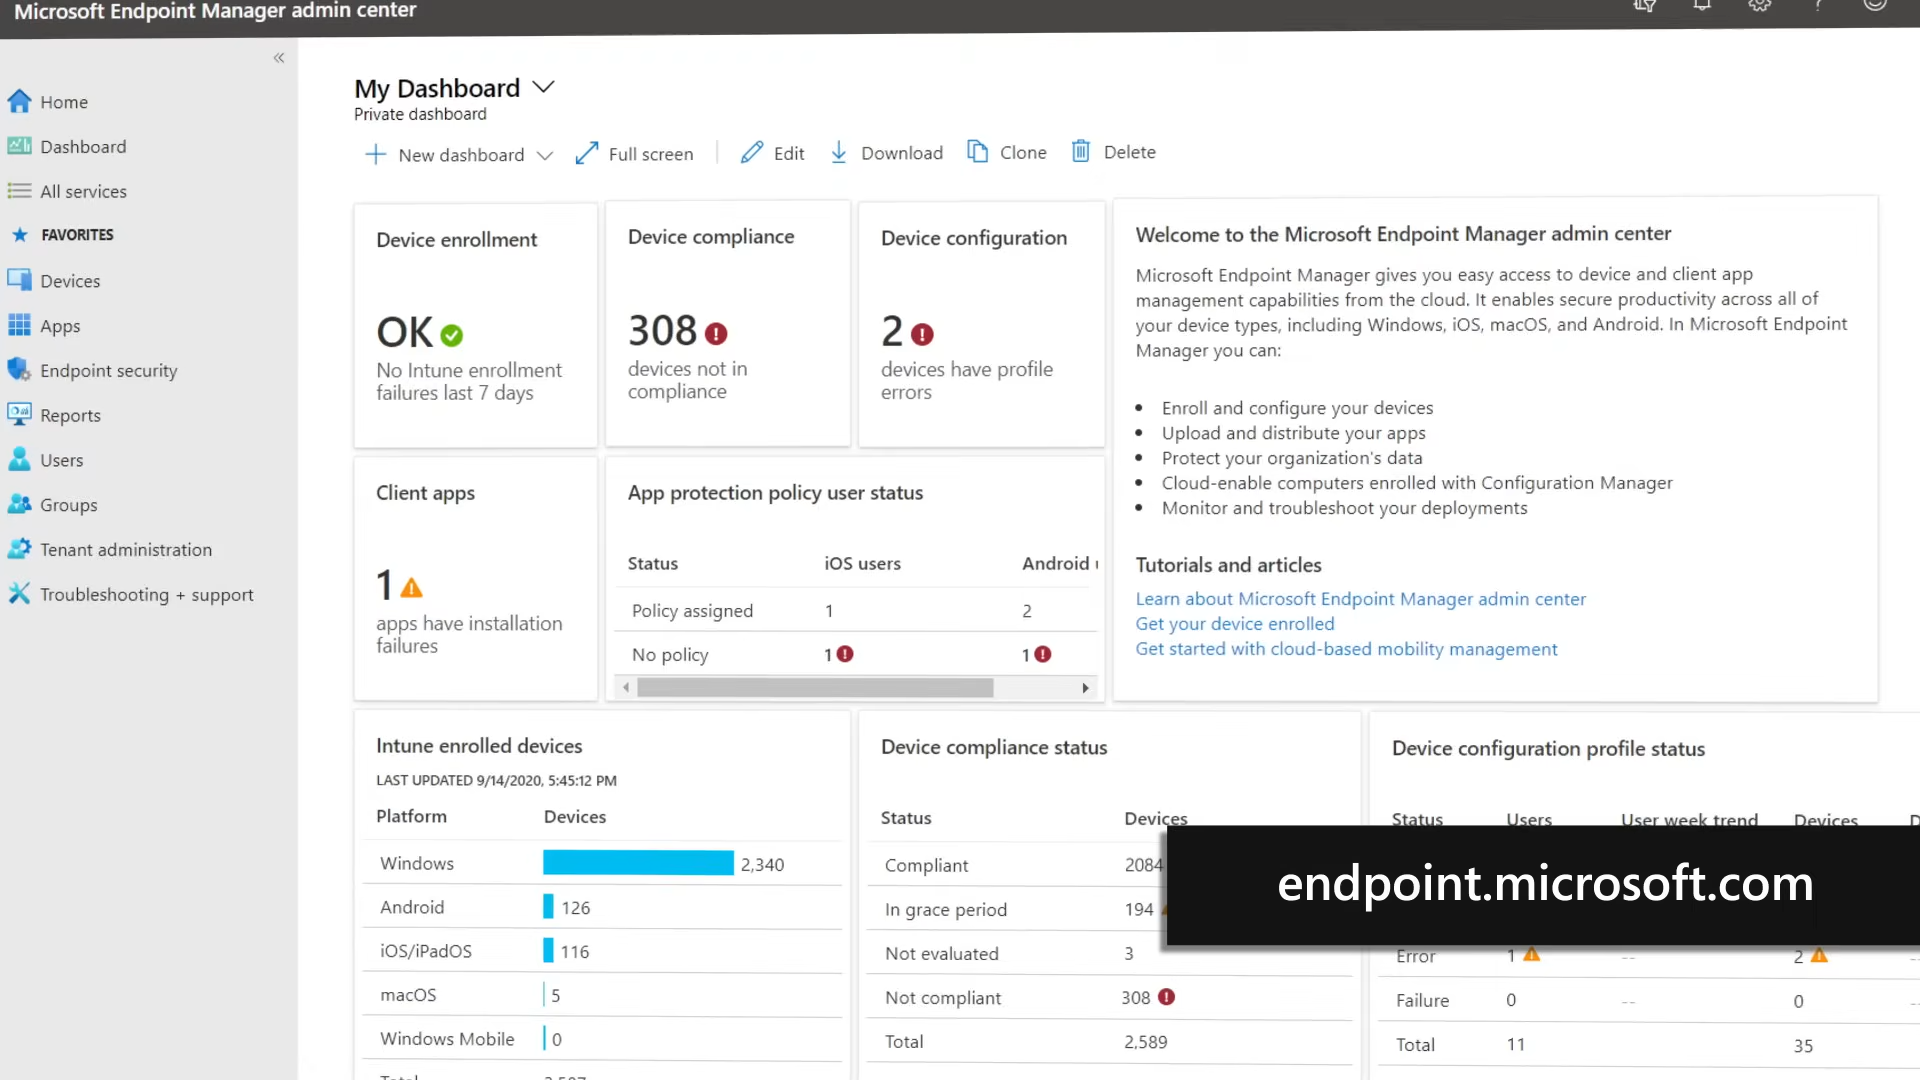 Microsoft Endpoint Manager admin center
«
Home
Dashboard
All services
FAVORITES
Devices
Apps
Endpoint security
Reports
Users
Groups
Tenant administration
Troubleshooting + support
My Dashboard
Private dashboard
New dashboard
Full screen
Edit
Download
Clone
Delete
Device enrollment
OK
No Intune enrollment
failures last 7 days
Device compliance
308
devices not in
compliance
Device configuration
2
devices have profile
errors
Welcome to the Microsoft Endpoint Manager admin center
Microsoft Endpoint Manager gives you easy access to device and client app
management capabilities from the cloud. It enables secure productivity across all of
your device types, including Windows, iOS, macOS, and Android. In Microsoft Endpoint
Manager you can:
• Enroll and configure your devices
• Upload and distribute your apps
• Protect your organization's data
• Cloud-enable computers enrolled with Configuration Manager
• Monitor and troubleshoot your deployments
Tutorials and articles
Learn about Microsoft Endpoint Manager admin center
Get your device enrolled
Get started with cloud-based mobility management
Client apps
1
apps have installation
failures
App protection policy user status
Status iOS users Android
Policy assigned 1 2
No policy 1 1
Intune enrolled devices
LAST UPDATED 9/14/2020, 5:45:12 PM
Platform Devices
Windows 2,340
Android 126
iOS/iPadOS 116
macOS 5
Windows Mobile 0
Device compliance status
Status Devices
Compliant 2084
In grace period 194
Not evaluated 3
Not compliant 308
Total 2,589
Device configuration profile status
Status Users User week trend Devices
endpoint.microsoft.com
Error 1 -- 2 --
Failure 0 -- 0 --
Total 11 35